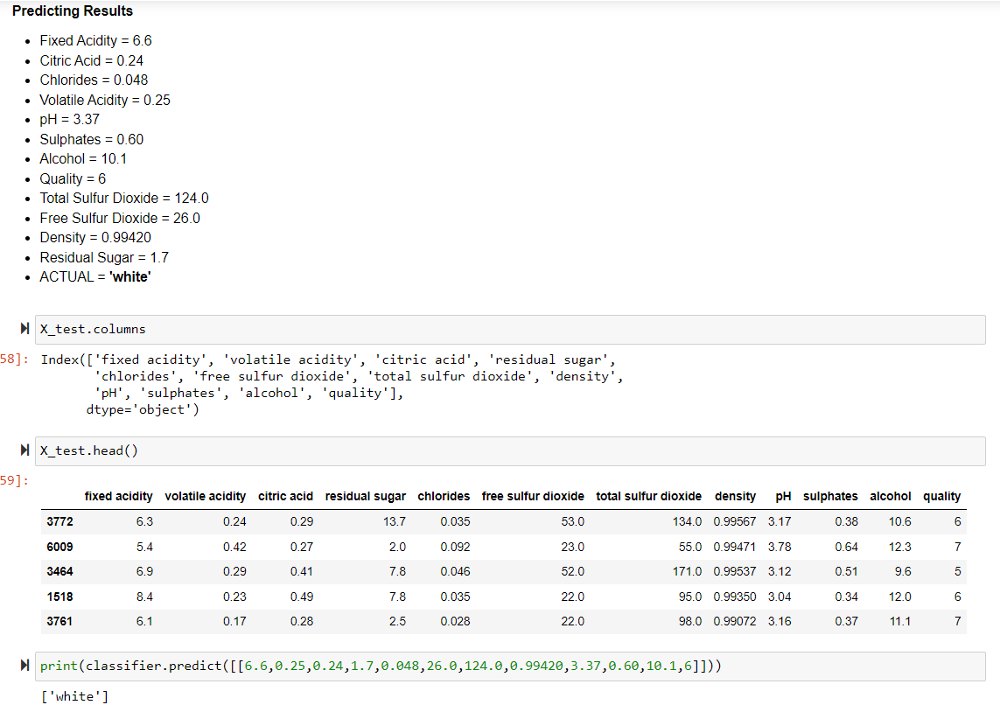 Predicting Results
• Fixed Acidity = 6.6
• Citric Acid = 0.24
• Chlorides = 0.048
• Volatile Acidity = 0.25
• pH = 3.37
• Sulphates = 0.60
• Alcohol = 10.1
• Quality = 6
• Total Sulfur Dioxide = 124.0
• Free Sulfur Dioxide = 26.0
• Density = 0.99420
• Residual Sugar = 1.7
• ACTUAL = 'white'
X_test.columns
58]: Index(['fixed acidity', 'volatile acidity', 'citric acid', 'residual sugar',
'chlorides', 'free sulfur dioxide', 'total sulfur dioxide', 'density',
'pH', 'sulphates', 'alcohol', 'quality'],
dtype='object')
X_test.head()
59]:
fixed acidity volatile acidity citric acid residual sugar chlorides free sulfur dioxide total sulfur dioxide density pH sulphates alcohol quality
3772 6.3 0.24 0.29 13.7 0.035 53.0 134.0 0.99567 3.17 0.38 10.6 6
6009 5.4 0.42 0.27 2.0 0.092 23.0 55.0 0.99471 3.78 0.64 12.3 7
3464 6.9 0.29 0.41 7.8 0.046 52.0 171.0 0.99537 3.12 0.51 9.6 5
1518 8.4 0.23 0.49 7.8 0.035 22.0 95.0 0.99350 3.04 0.34 12.0 6
3761 6.1 0.17 0.28 2.5 0.028 22.0 98.0 0.99072 3.16 0.37 11.1 7
print(classifier.predict([[6.6,0.25,0.24,1.7,0.048,26.0,124.0,0.99420,3.37,0.60,10.1,6]]))
['white']